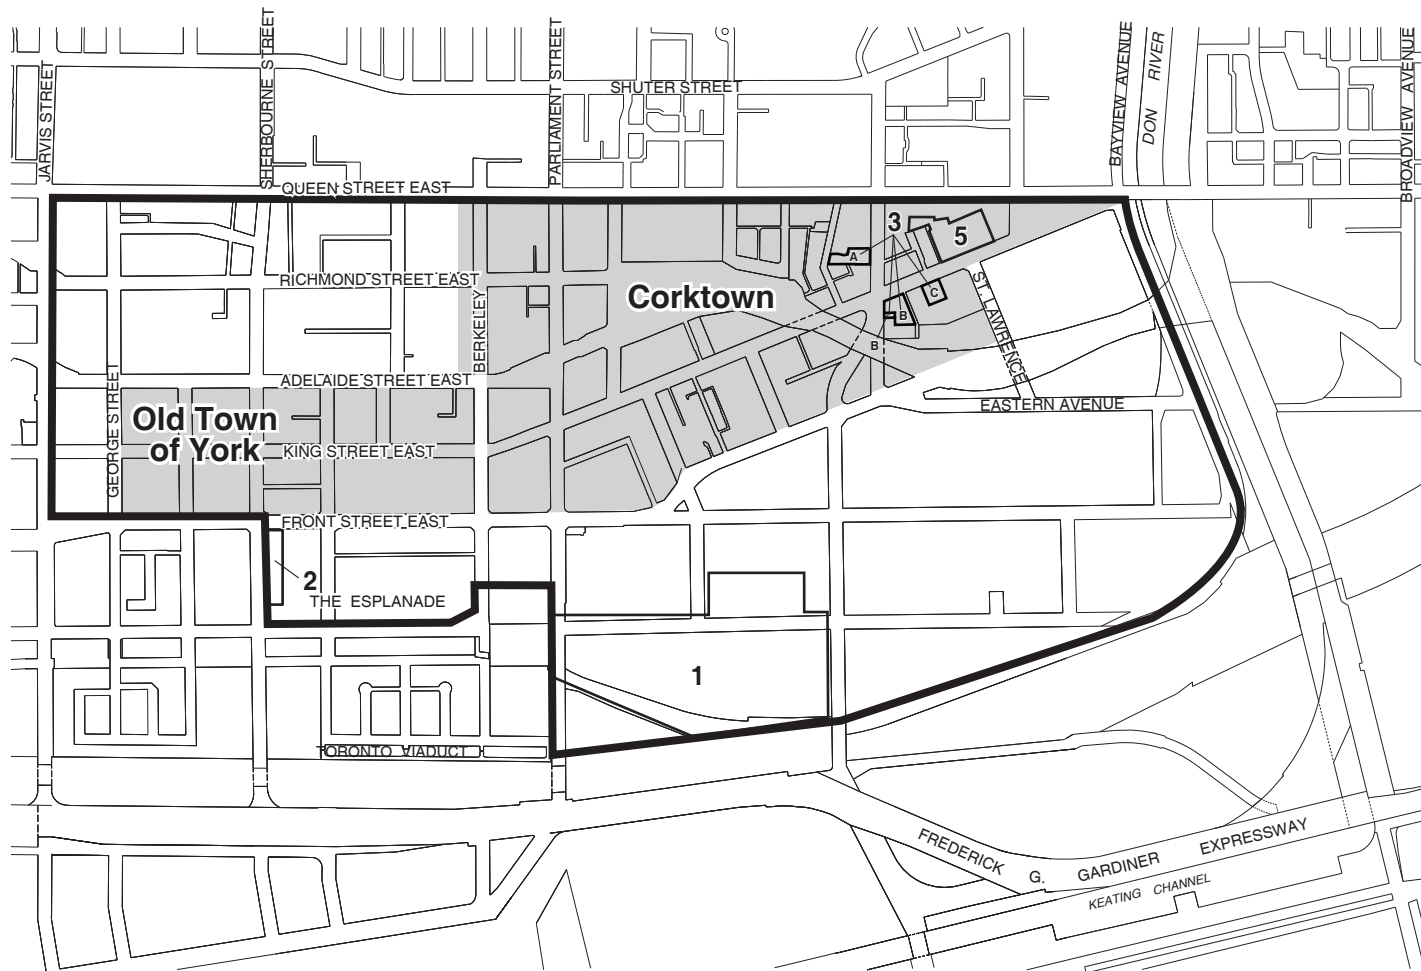 JARVIS STREET
SHERBOURNE STREET
PARLIAMENT STREET
SHUTER STREET
BAYVIEW AVENUE
DON RIVER
BROADVIEW AVENUE
QUEEN STREET EAST
3
5
A
RICHMOND STREET EAST
Corktown
C
B
ST. LAWRENCE
BERKELEY
B
ADELAIDE STREET EAST
GEORGE STREET
Old Town
of York
EASTERN AVENUE
KING STREET EAST
FRONT STREET EAST
2
THE ESPLANADE
1
TORONTO VIADUCT
FREDERICK G. GARDINER EXPRESSWAY
KEATING CHANNEL